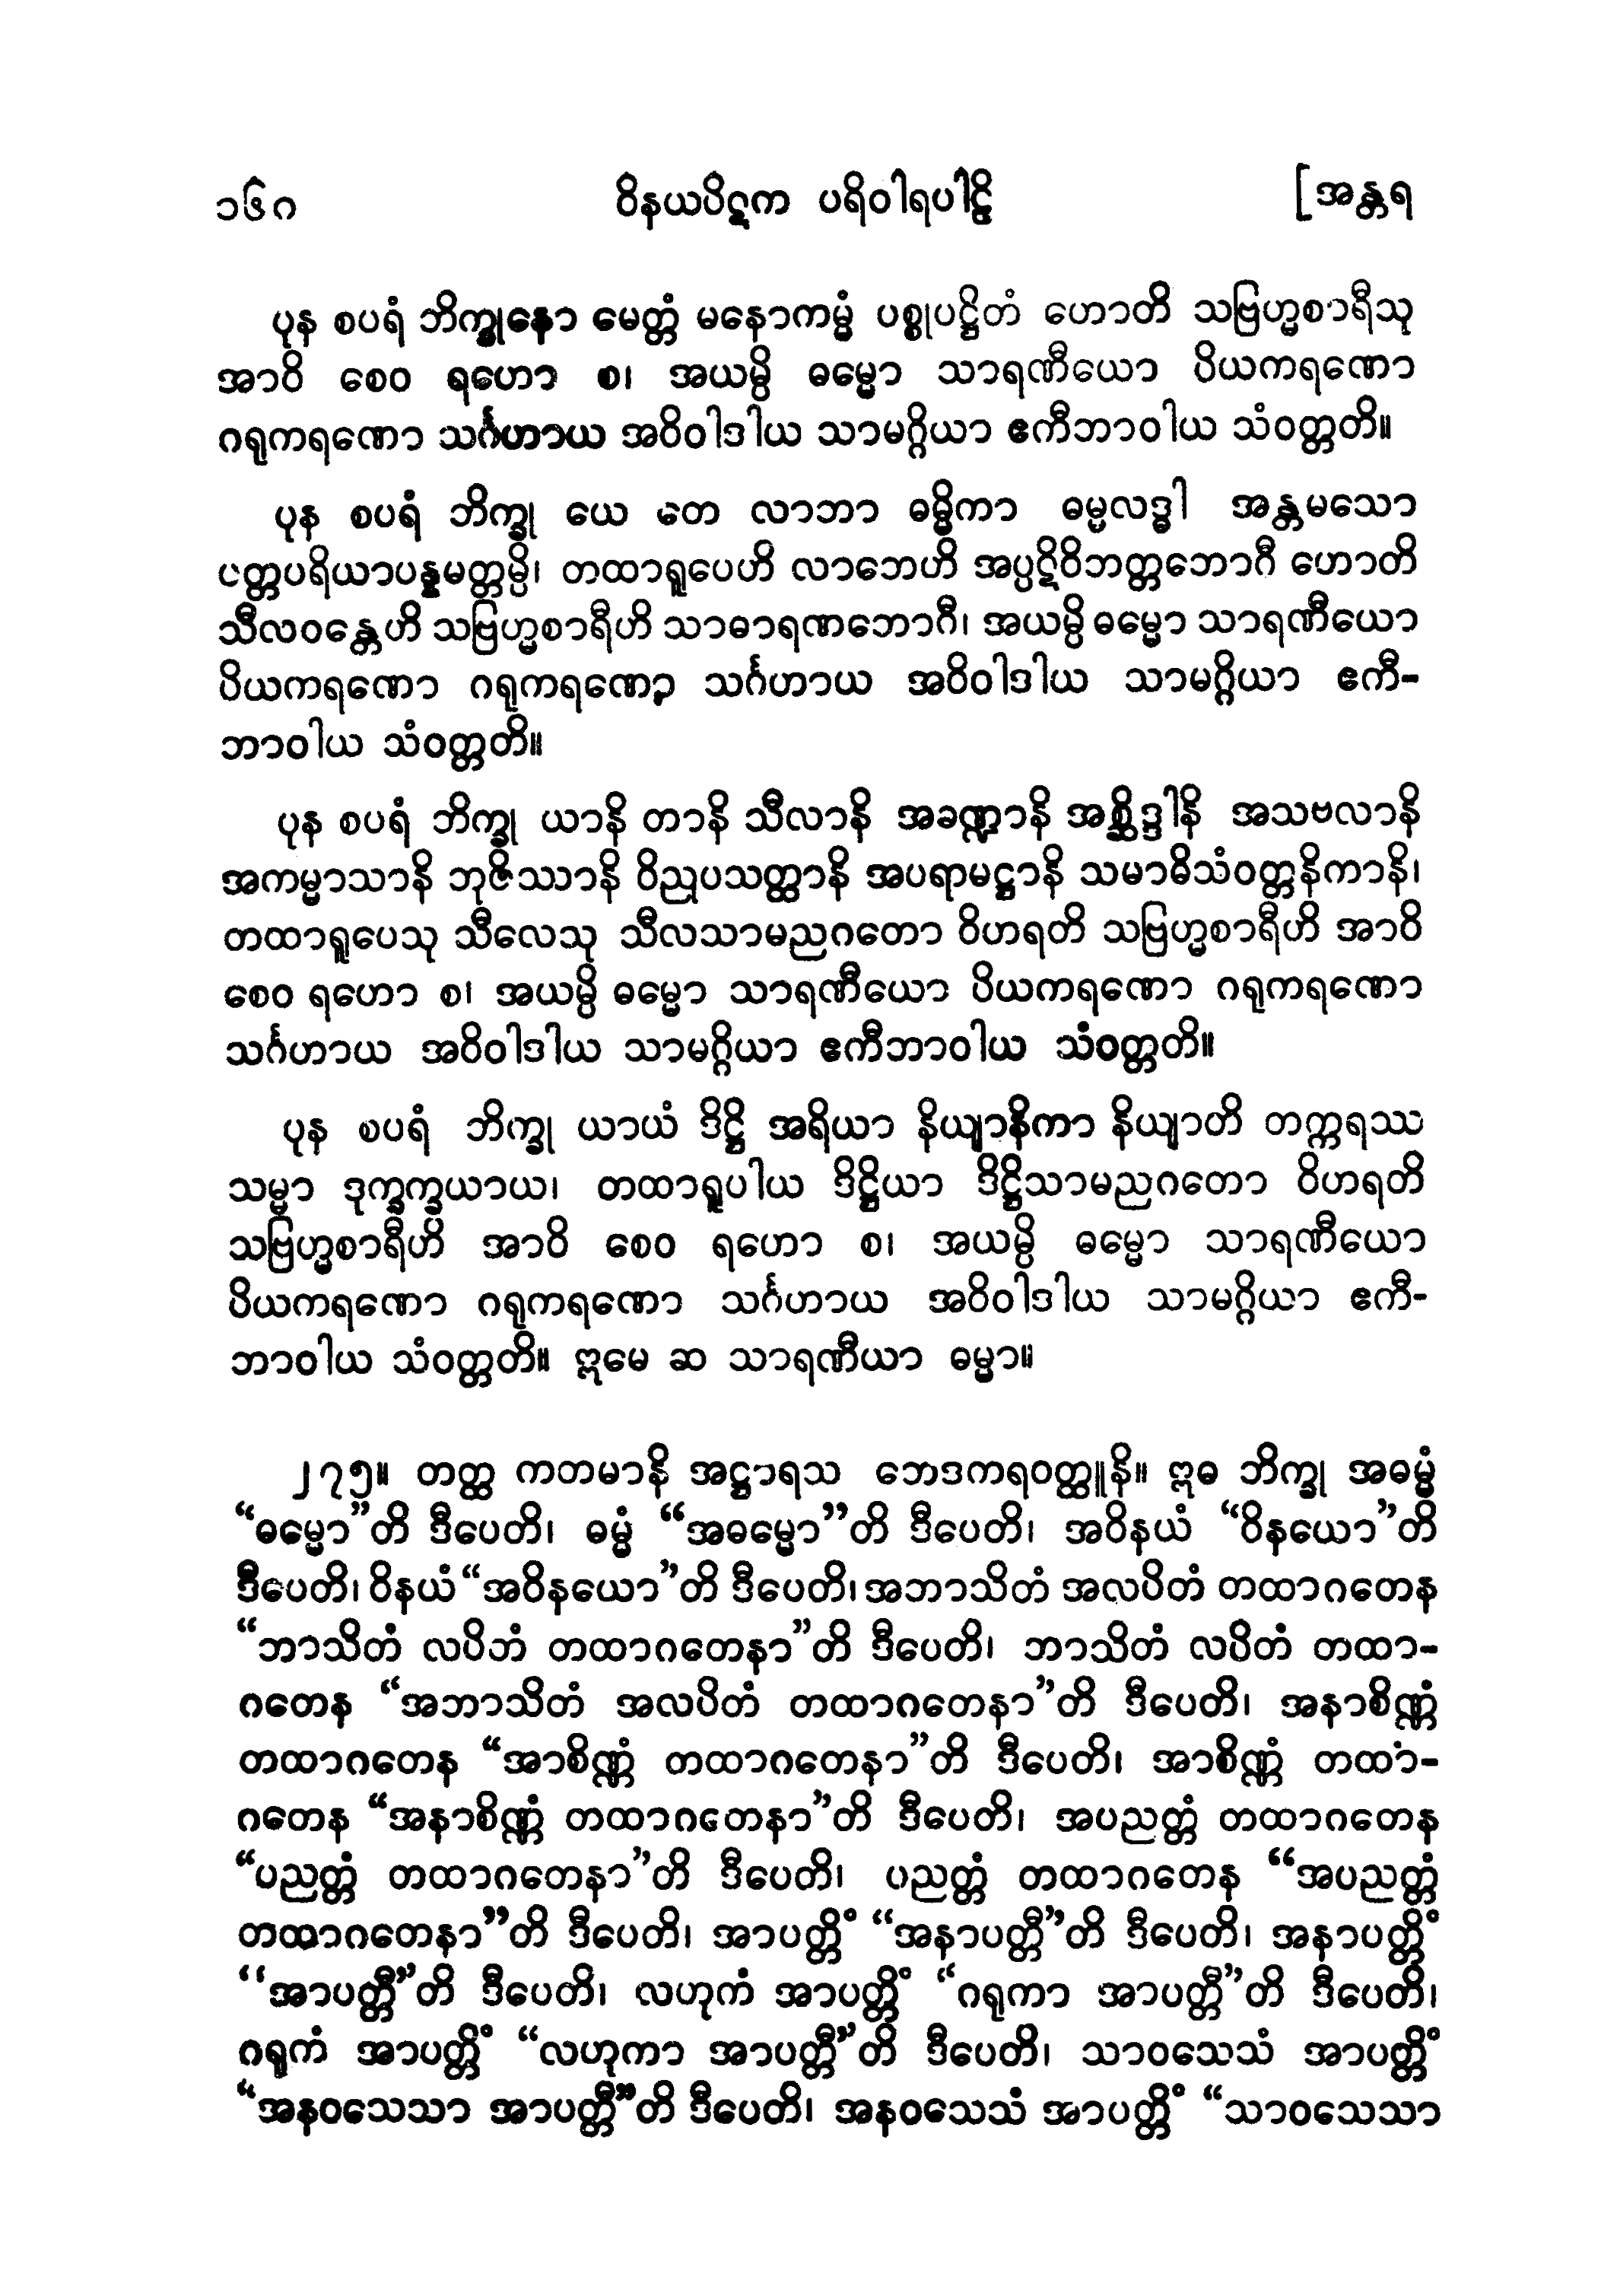 ၁၆၈ ဝိနယပိဋက ပရိဝါရပါဠိ [အန္တရ
ပုန စပရံ ဘိက္ခုနော မေတ္တံ မနောကမ္မံ ပစ္စုပဋ္ဌိတံ ဟောတိ သဗြဟ္မစာရီသု
အာဝိ စေဝ ရဟော စ၊ အယမ္ပိ ဓမ္မော သာရဏီယော ပိယကရဏော
ဂရုကရဏော သင်္ဂဟာယ အဝိဝါဒါယ သာမဂ္ဂိယာ ဧကီဘာဝါယ သံဝတ္တတိ။
ပုန စပရံ ဘိက္ခု ယေ တေ လာဘာ ဓမ္မိကာ ဓမ္မလဒ္ဓါ အန္တမသော
ပတ္တပရိယာပန္နမတ္တမ္ပိ၊ တထာရူပေဟိ လာဘေဟိ အပ္ပဋိဝိဘတ္တဘောဂီ ဟောတိ
သီလဝန္တေဟိ သဗြဟ္မစာရီဟိ သာဓာရဏဘောဂီ၊ အယမ္ပိ ဓမ္မော သာရဏီယော
ပိယကရဏော ဂရုကရဏော သင်္ဂဟာယ အဝိဝါဒါယ သာမဂ္ဂိယာ ဧကီ-
ဘာဝါယ သံဝတ္တတိ။
ပုန စပရံ ဘိက္ခု ယာနိ တာနိ သီလာနိ အခဏ္ဍာနိ အစ္ဆိဒ္ဒါနိ အသဗလာနိ
အကမ္မာသာနိ ဘုဇိဿာနိ ဝိညုပသတ္ထာနိ အပရာမဋ္ဌာနိ သမာဓိသံဝတ္တနိကာနိ၊
တထာရူပေသု သီလေသု သီလသာမညဂတော ဝိဟရတိ သဗြဟ္မစာရီဟိ အာဝိ
စေဝ ရဟော စ၊ အယမ္ပိ ဓမ္မော သာရဏီယော ပိယကရဏော ဂရုကရဏော
သင်္ဂဟာယ အဝိဝါဒါယ သာမဂ္ဂိယာ ဧကီဘာဝါယ သံဝတ္တတိ။
ပုန စပရံ ဘိက္ခု ယာယံ ဒိဋ္ဌိ အရိယာ နိယျာနိကာ နိယျာတိ တက္ကရဿ
သမ္မာ ဒုက္ခက္ခယာယ၊ တထာရူပါယ ဒိဋ္ဌိယာ ဒိဋ္ဌိသာမညဂတော ဝိဟရတိ
သဗြဟ္မစာရီဟိ အာဝိ စေဝ ရဟော စ၊ အယမ္ပိ ဓမ္မော သာရဏီယော
ပိယကရဏော ဂရုကရဏော သင်္ဂဟာယ အဝိဝါဒါယ သာမဂ္ဂိယာ ဧကီ-
ဘာဝါယ သံဝတ္တတိ။ ဣမေ ဆ သာရဏီယာ ဓမ္မာ။
၂၇၅။ တတ္ထ ကတမာနိ အဋ္ဌာရသ ဘေဒကရဝတ္ထူနိ။ ဣဓ ဘိက္ခု အဓမ္မံ
“ဓမ္မော”တိ ဒီပေတိ၊ ဓမ္မံ “အဓမ္မော”တိ ဒီပေတိ၊ အဝိနယံ “ဝိနယော”တိ
ဒီပေတိ၊ ဝိနယံ “အဝိနယော”တိ ဒီပေတိ၊ အဘာသိတံ အလပိတံ တထာဂတေန
“ဘာသိတံ လပိတံ တထာဂတေနာ”တိ ဒီပေတိ၊ ဘာသိတံ လပိတံ တထာ-
ဂတေန “အဘာသိတံ အလပိတံ တထာဂတေနာ”တိ ဒီပေတိ၊ အနာစိဏ္ဏံ
တထာဂတေန “အာစိဏ္ဏံ တထာဂတေနာ”တိ ဒီပေတိ၊ အာစိဏ္ဏံ တထာ-
ဂတေန “အနာစိဏ္ဏံ တထာဂတေနာ”တိ ဒီပေတိ၊ အပညတ္တံ တထာဂတေန
“ပညတ္တံ တထာဂတေနာ”တိ ဒီပေတိ၊ ပညတ္တံ တထာဂတေန “အပညတ္တံ
တထာဂတေနာ”တိ ဒီပေတိ၊ အာပတ္တိံ “အနာပတ္တီ”တိ ဒီပေတိ၊ အနာပတ္တိံ
“အာပတ္တီ”တိ ဒီပေတိ၊ လဟုကံ အာပတ္တိံ “ဂရုကာ အာပတ္တီ”တိ ဒီပေတိ၊
ဂရုကံ အာပတ္တိံ “လဟုကာ အာပတ္တီ”တိ ဒီပေတိ၊ သာဝသေသံ အာပတ္တိံ
“အနဝသေသာ အာပတ္တီ”တိ ဒီပေတိ၊ အနဝသေသံ အာပတ္တိံ “သာဝသေသာ